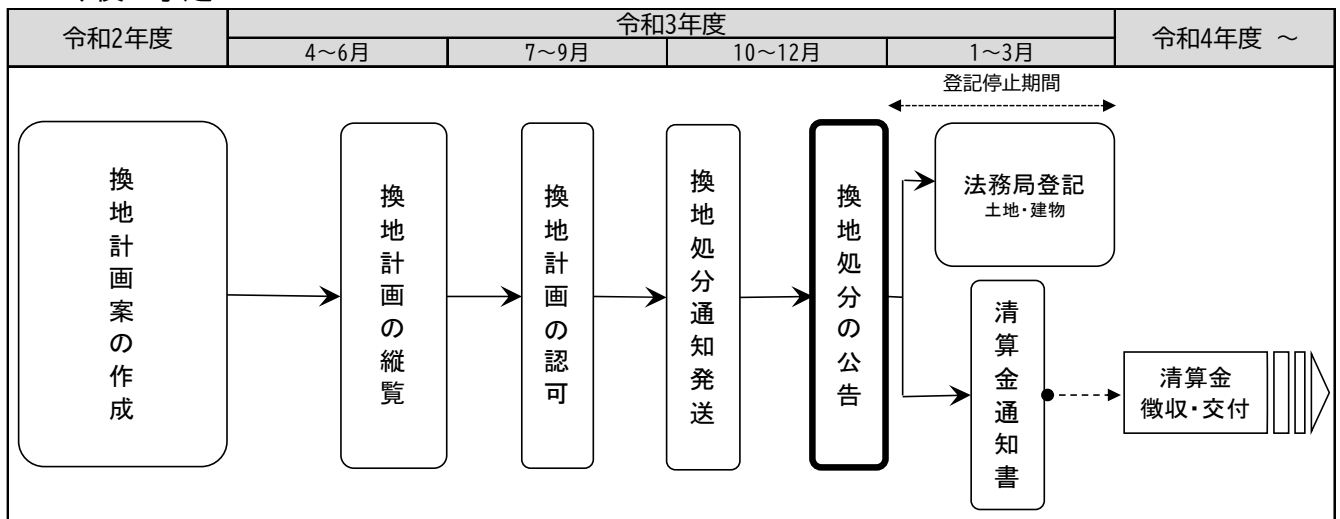 令和2年度
令和3年度
令和4年度 ～
4～6月
7～9月
10～12月
1～3月
登記停止期間
換地計画案の作成
換地計画の縦覧
換地計画の認可
換地処分通知発送
換地処分の公告
法務局登記
土地・建物
清算金通知書
清算金
徴収・交付